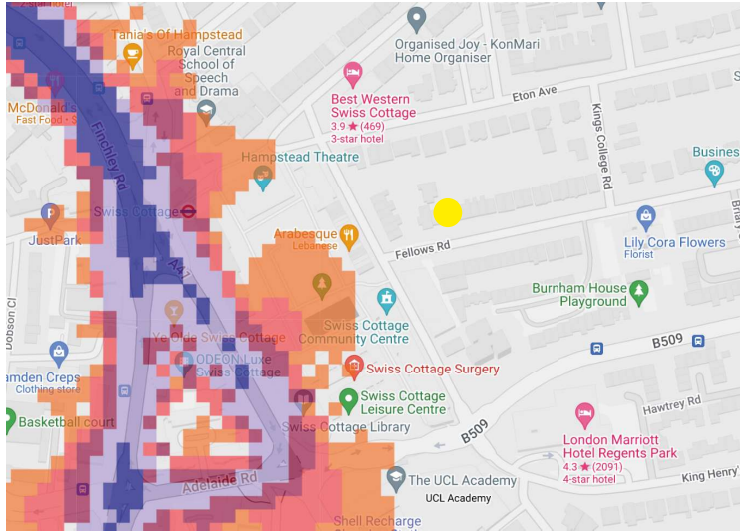 Tania's Of Hampstead
Royal Central
School of
Speech
and Drama
Organised Joy - KonMari
Home Organiser
Best Western
Swiss Cottage
3.9 ★ (469)
3-star hotel
Eton Ave
Kings College Rd
McDonald's
Fast Food · $
Finchley Rd
Hampstead Theatre
Business
Swiss Cottage
JustPark
Arabesque
Lebanese
Fellows Rd
Lily Cora Flowers
Florist
A41
Burnham House
Playground
Dobson Cl
Swiss Cottage
Community Centre
Ye Olde Swiss Cottage
B509
ODEON Luxe
Swiss Cottage
Swiss Cottage Surgery
amden Creps
Clothing store
Swiss Cottage
Leisure Centre
Hawtrey Rd
Basketball court
Swiss Cottage Library
B509
London Marriott
Hotel Regents Park
4.3 ★ (2091)
4-star hotel
King Henry'
Adelaide Rd
The UCL Academy
UCL Academy
Shell Recharge